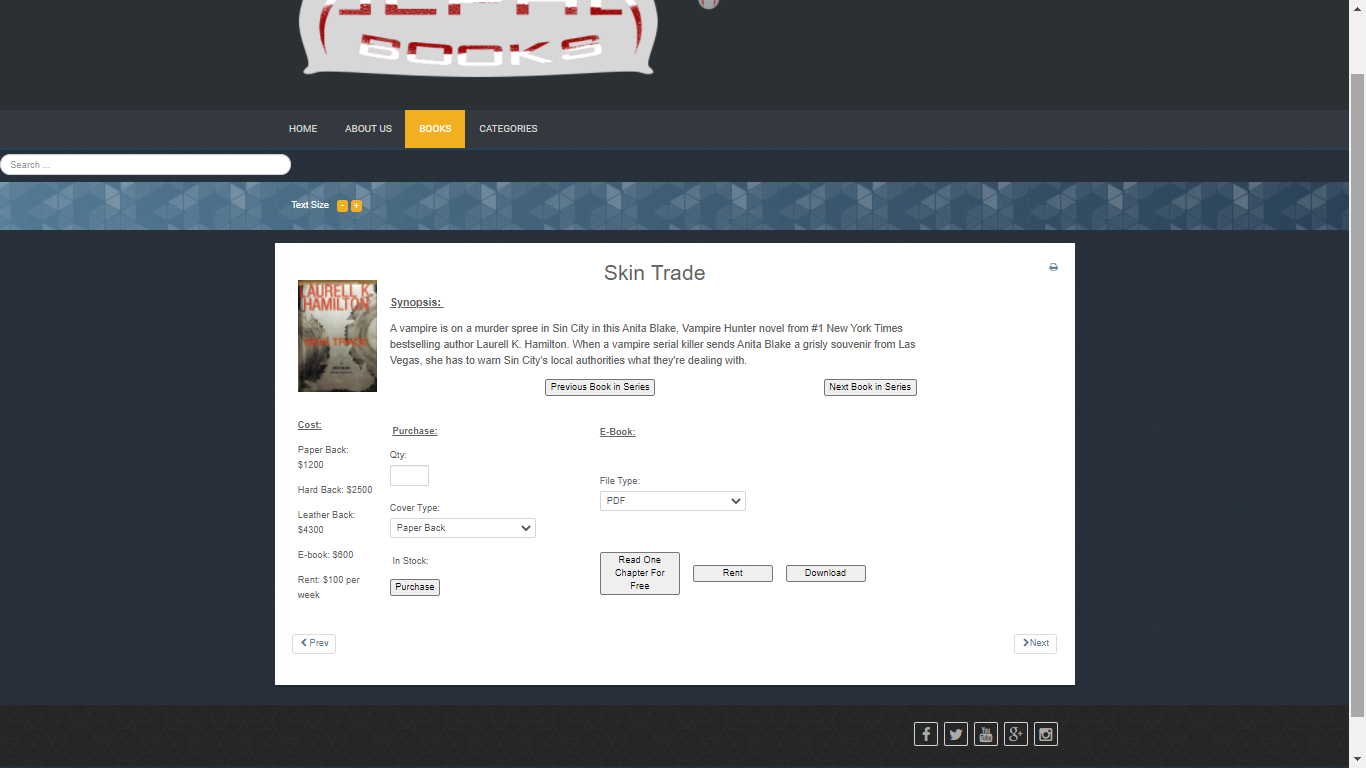 BOOKS
HOME
ABOUT US
BOOKS
CATEGORIES
Search ...
Text Size
-
+
Skin Trade
LAURELL K.
HAMILTON
SKIN TRADE
Synopsis:
A vampire is on a murder spree in Sin City in this Anita Blake, Vampire Hunter novel from #1 New York Times
bestselling author Laurell K. Hamilton. When a vampire serial killer sends Anita Blake a grisly souvenir from Las
Vegas, she has to warn Sin City's local authorities what they're dealing with.
Previous Book in Series
Next Book in Series
Cost:
Paper Back:
$1200
Hard Back: $2500
Leather Back:
$4300
E-book: $600
Rent: $100 per
week
Purchase:
Qty:
Cover Type:
Paper Back
In Stock:
Purchase
E-Book:
File Type:
PDF
Read One
Chapter For
Free
Rent
Download
Prev
Next
You
Tube
g+